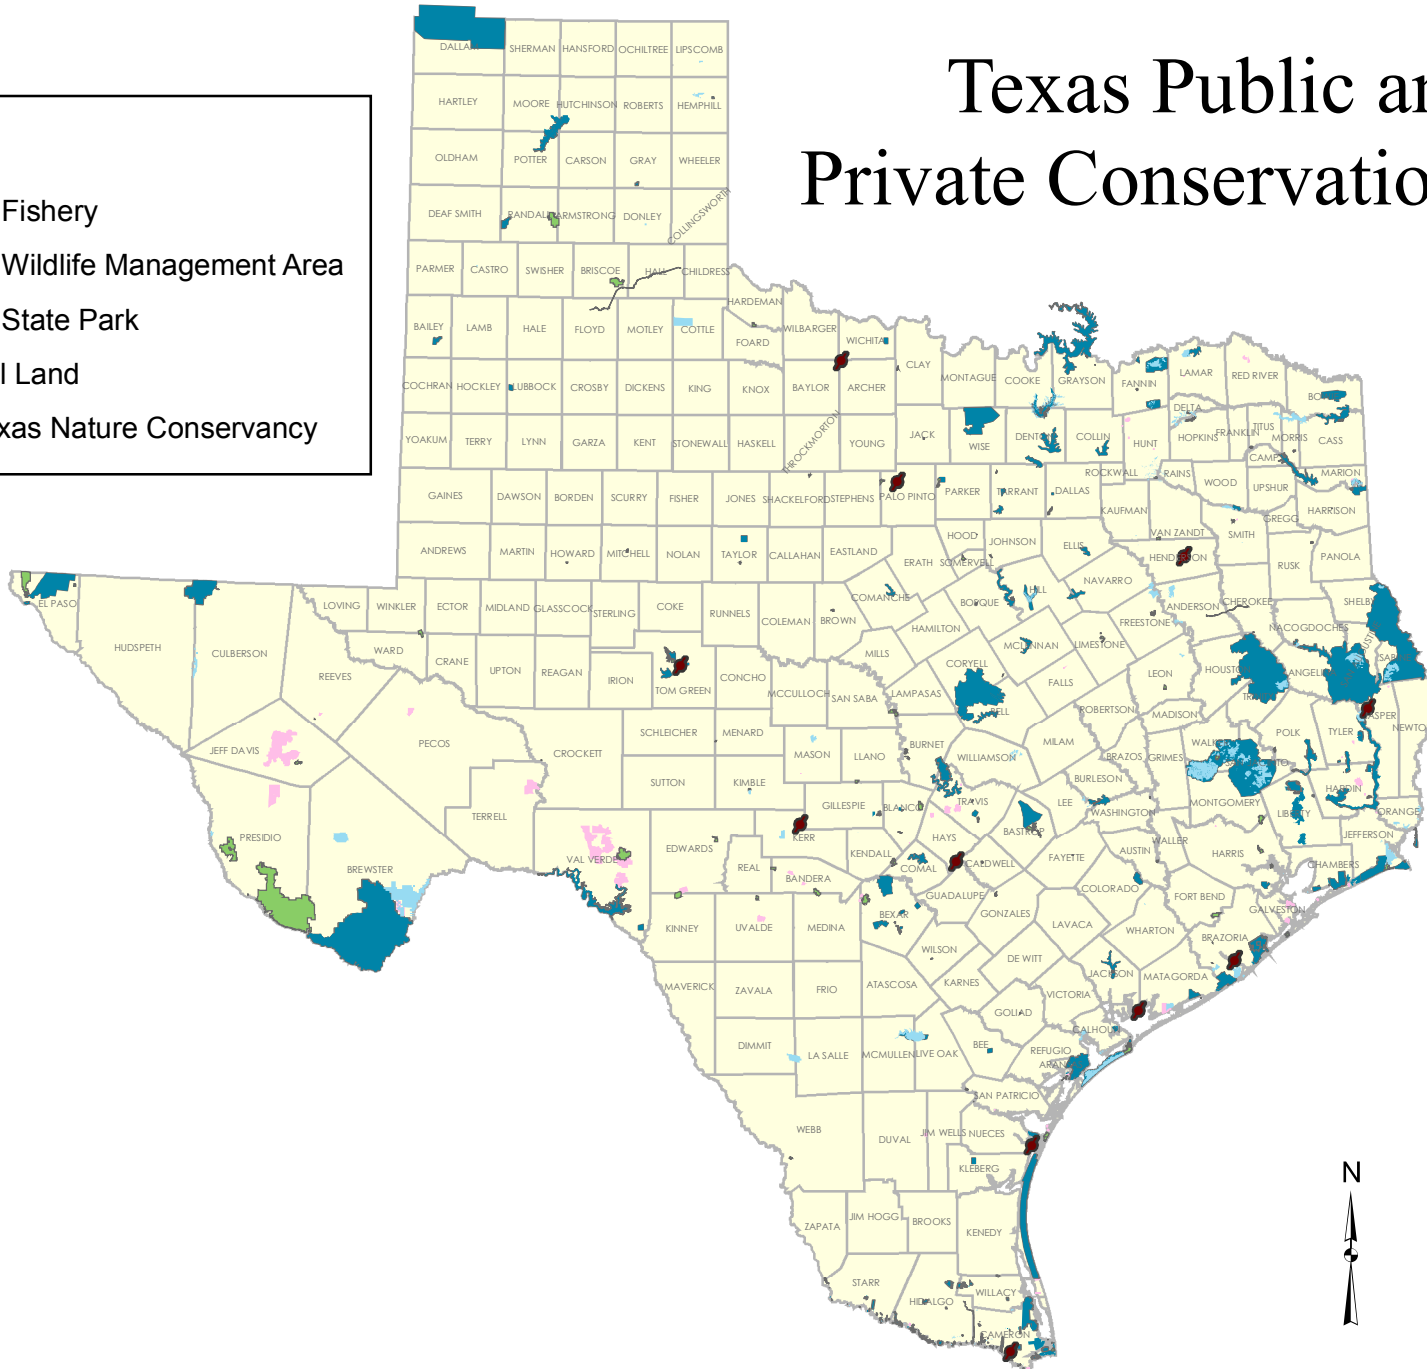 Texas Public an
Private Conservatio
Fishery
Wildlife Management Area
State Park
l Land
xas Nature Conservancy
DALLAM SHERMAN HANSFORD OCHILTREE LIPSCOMB
HARTLEY MOORE HUTCHINSON ROBERTS HEMPHILL
OLDHAM POTTER CARSON GRAY WHEELER
DEAF SMITH RANDALL ARMSTRONG DONLEY COLLINGSWORTH
PARMER CASTRO SWISHER BRISCOE HALL CHILDRESS
HARDEMAN
BAILEY LAMB HALE FLOYD MOTLEY COTTLE FOARD WILBARGER WICHITA
CLAY MONTAGUE COOKE GRAYSON FANNIN LAMAR RED RIVER BO
COCHRAN HOCKLEY LUBBOCK CROSBY DICKENS KING KNOX BAYLOR ARCHER
DELTA HUNT HOPKINS FRANKLIN TITUS MORRIS CASS
YOAKUM TERRY LYNN GARZA KENT STONEWALL HASKELL THROCKMORTON YOUNG JACK WISE DENTON COLLIN
ROCKWALL RAINS CAMP MARION
GAINES DAWSON BORDEN SCURRY FISHER JONES SHACKELFORD STEPHENS PALO PINTO PARKER TARRANT DALLAS KAUFMAN WOOD UPSHUR HARRISON
GREGG
VAN ZANDT SMITH
ANDREWS MARTIN HOWARD MITCHELL NOLAN TAYLOR CALLAHAN EASTLAND ERATH HOOD SOMERVELL JOHNSON ELLIS HENDERSON RUSK PANOLA
EL PASO LOVING WINKLER ECTOR MIDLAND GLASSCOCK STERLING COKE RUNNELS COLEMAN BROWN COMANCHE BOSQUE HILL NAVARRO ANDERSON CHEROKEE SHELBY
HAMILTON FREESTONE NACOGDOCHES
HUDSPETH CULBERSON REEVES WARD CRANE UPTON REAGAN IRION TOM GREEN CONCHO MCCULLOCH SAN SABA MILLS LAMPASAS CORYELL MCLENNAN LIMESTONE LEON HOUSTON ANGELI SABI
FALLS BELL ROBERTSON MADISON TRI JASPER NEWTO
JEFF DAVIS PECOS CROCKETT SCHLEICHER MENARD MASON LLANO BURNET WILLIAMSON MILAM BRAZOS GRIMES WALK POLK TYLER
SUTTON KIMBLE BURLESON
TERRELL GILLESPIE BLANCO TRAVIS LEE WASHINGTON MONTGOMERY LIBERTY HARDIN ORANGE
PRESIDIO BREWSTER VAL VERDE EDWARDS KERR KENDALL HAYS BASTROP AUSTIN WALLER HARRIS JEFFERSON
REAL BANDERA COMAL CALDWELL FAYETTE CHAMBERS
GUADALUPE COLORADO FORT BEND GALVESTON
KINNEY UVALDE MEDINA BEXAR GONZALES LAVACA WHARTON BRAZORIA
WILSON DE WITT JACKSON MATAGORDA
MAVERICK ZAVALA FRIO ATASCOSA KARNES VICTORIA
GOLIAD CALHOUN
DIMMIT LA SALLE MCMULLEN LIVE OAK BEE REFUGIO
ARAN
SAN PATRICIO
WEBB DUVAL JIM WELLS NUECES
KLEBERG
ZAPATA JIM HOGG BROOKS KENEDY
STARR HIDALGO WILLACY
CAMERON
N